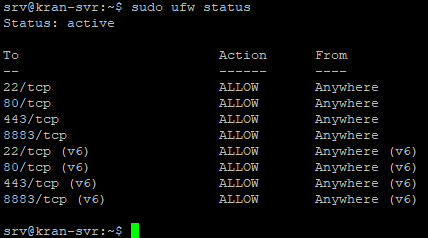 srv@kran-svr:~$ sudo ufw status
Status: active
To Action From
-- ------ ----
22/tcp ALLOW Anywhere
80/tcp ALLOW Anywhere
443/tcp ALLOW Anywhere
8883/tcp ALLOW Anywhere
22/tcp (v6) ALLOW Anywhere (v6)
80/tcp (v6) ALLOW Anywhere (v6)
443/tcp (v6) ALLOW Anywhere (v6)
8883/tcp (v6) ALLOW Anywhere (v6)
srv@kran-svr:~$